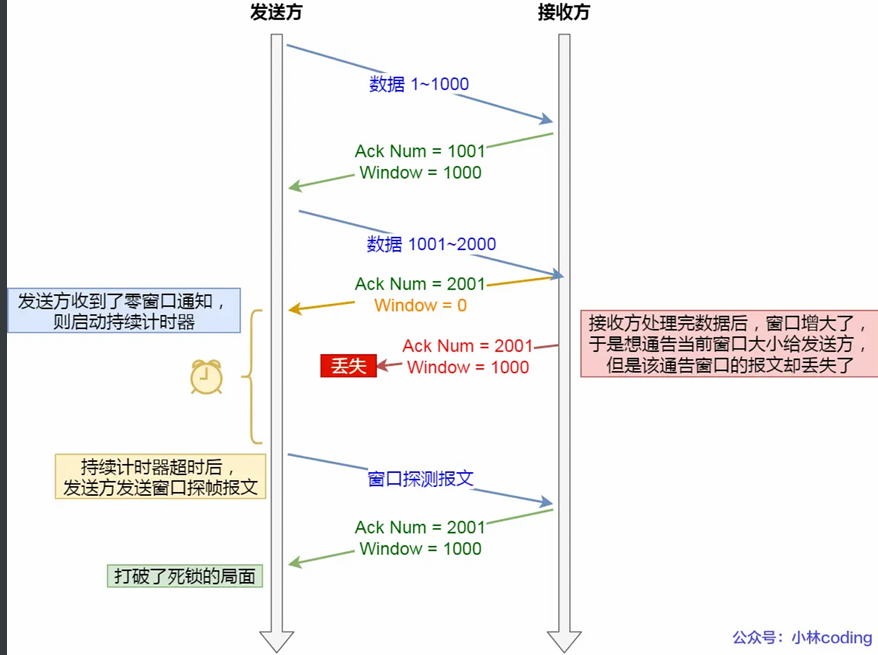 发送方
接收方
数据 1~1000
Ack Num = 1001
Window = 1000
数据 1001~2000
Ack Num = 2001
Window = 0
发送方收到了零窗口通知，
则启动持续计时器
接收方处理完数据后，窗口增大了，
于是想通告当前窗口大小给发送方，
但是该通告窗口的报文却丢失了
Ack Num = 2001
Window = 1000
丢失
持续计时器超时后，
发送方发送窗口探帧报文
窗口探测报文
Ack Num = 2001
Window = 1000
打破了死锁的局面
公众号：小林coding